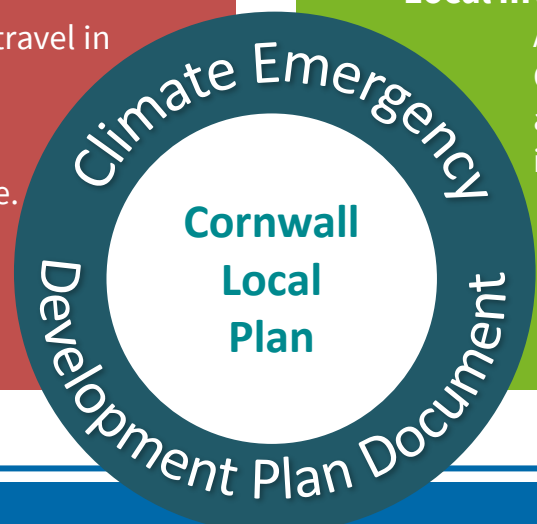 travel in
e.
Climate Emergency
Cornwall
Local
Plan
Development Plan Document